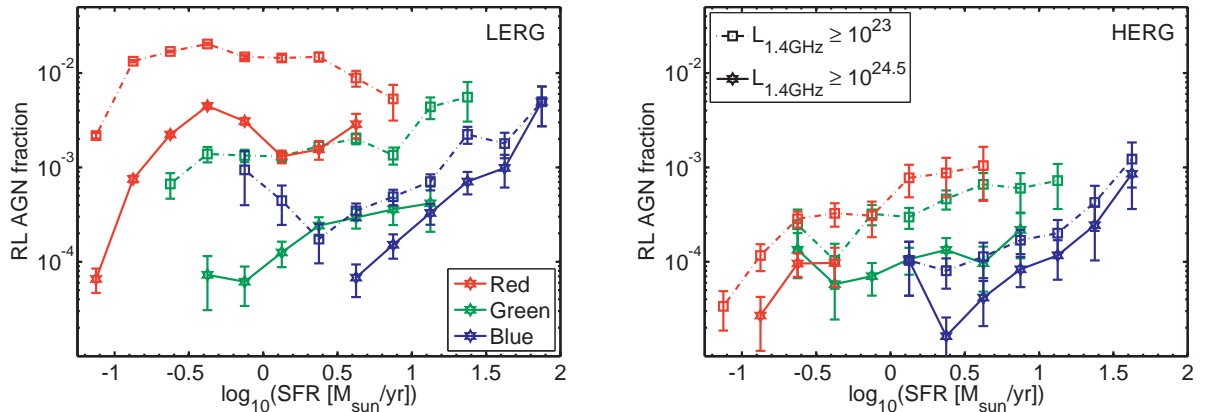 LERG
RL AGN fraction
10^-2
10^-3
10^-4
-1 -0.5 0 0.5 1 1.5 2
log10(SFR [Msun/yr])
Red
Green
Blue
HERG
L1.4GHz ≥ 10^23
L1.4GHz ≥ 10^24.5
RL AGN fraction
10^-2
10^-3
10^-4
-1 -0.5 0 0.5 1 1.5 2
log10(SFR [Msun/yr])